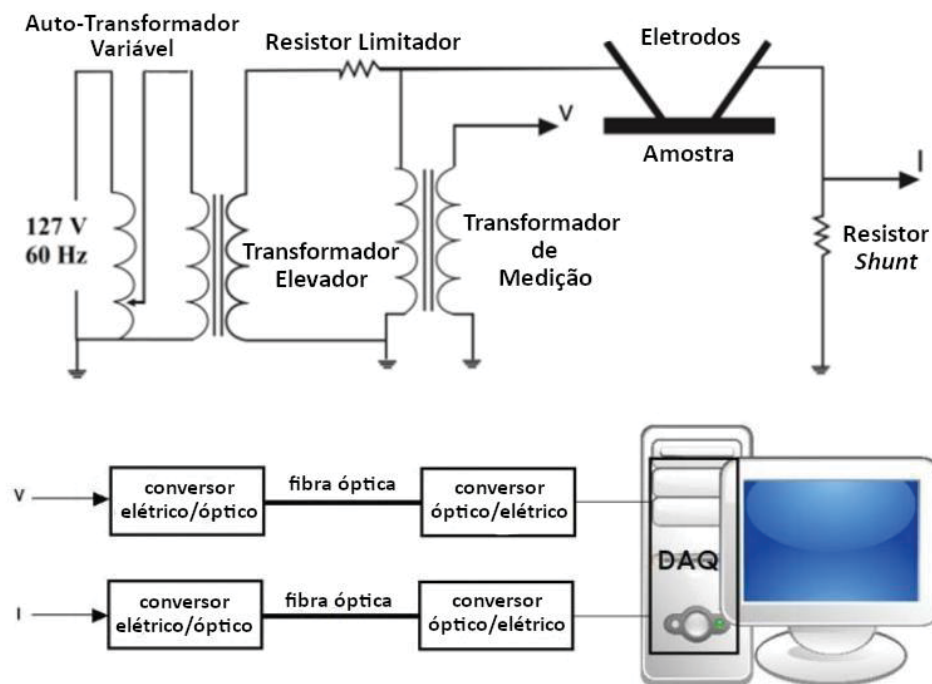 Auto-Transformador
Variável
Resistor Limitador
Eletrodos
V
Amostra
I
127 V
60 Hz
Transformador
Elevador
Transformador
de
Medição
Resistor
Shunt
V
conversor
elétrico/óptico
fibra óptica
conversor
óptico/elétrico
DAQ
I
conversor
elétrico/óptico
fibra óptica
conversor
óptico/elétrico